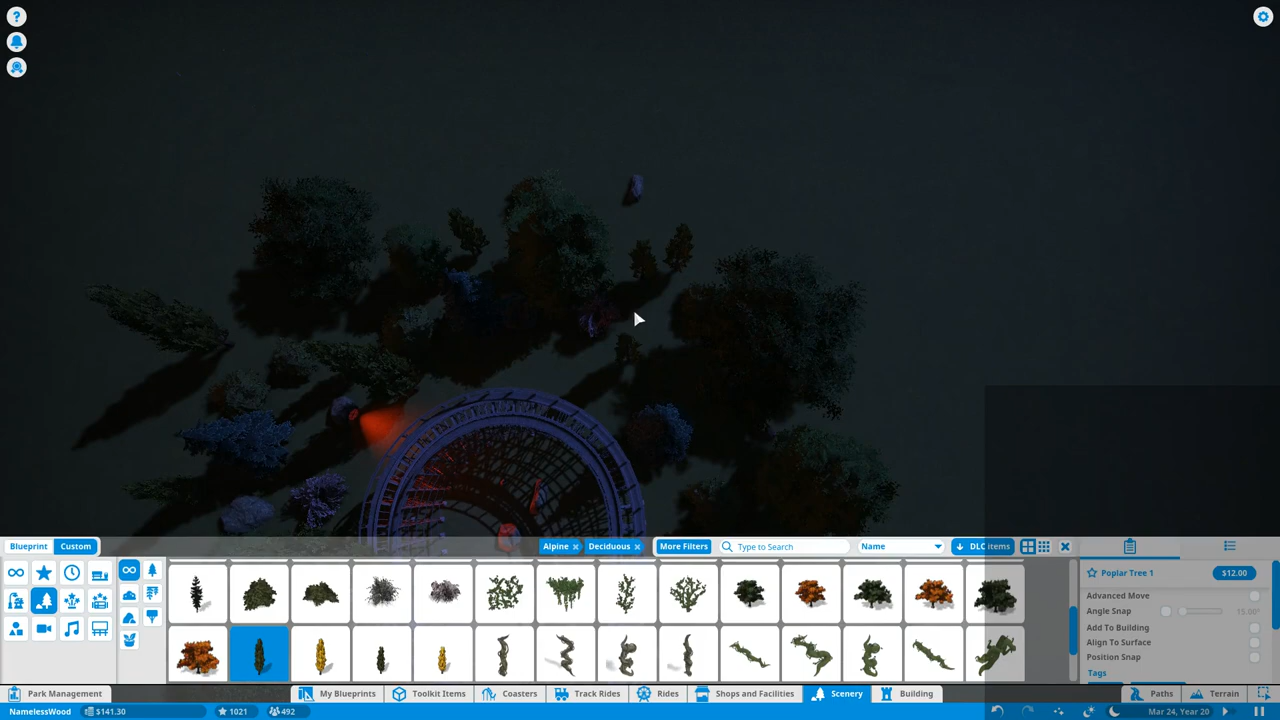 Blueprint Custom Alpine × Deciduous × More Filters Type to Search Name DLC items
Poplar Tree 1 $12.00
Advanced Move
Angle Snap 15.00°
Add To Building
Align To Surface
Position Snap
Tags
Park Management My Blueprints Toolkit Items Coasters Track Rides Rides Shops and Facilities Scenery Building Paths Terrain
NamelessWood $141.30 1021 492 Mar 24, Year 20